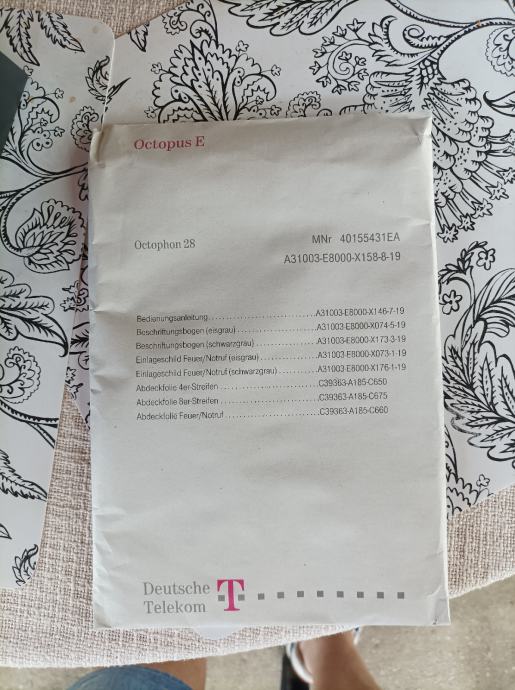 Octopus E
Octophon 28
MNr 40155431EA
A31003-E8000-X158-8-19
Bedienungsanleitung..............................A31003-E8000-X146-7-19
Beschriftungsbogen (eisgrau)......................A31003-E8000-X074-5-19
Beschriftungsbogen (schwarzgrau).................A31003-E8000-X173-3-19
Einlageschild Feuer/Notruf (eisgrau)...............A31003-E8000-X073-1-19
Einlageschild Feuer/Notruf (schwarzgrau)..........A31003-E8000-X176-1-19
Abdeckfolie 4er-Streifen...........................C39363-A185-C650
Abdeckfolie 8er-Streifen...........................C39363-A185-C675
Abdeckfolie Feuer/Notruf..........................C39363-A185-C660
Deutsche
Telekom T